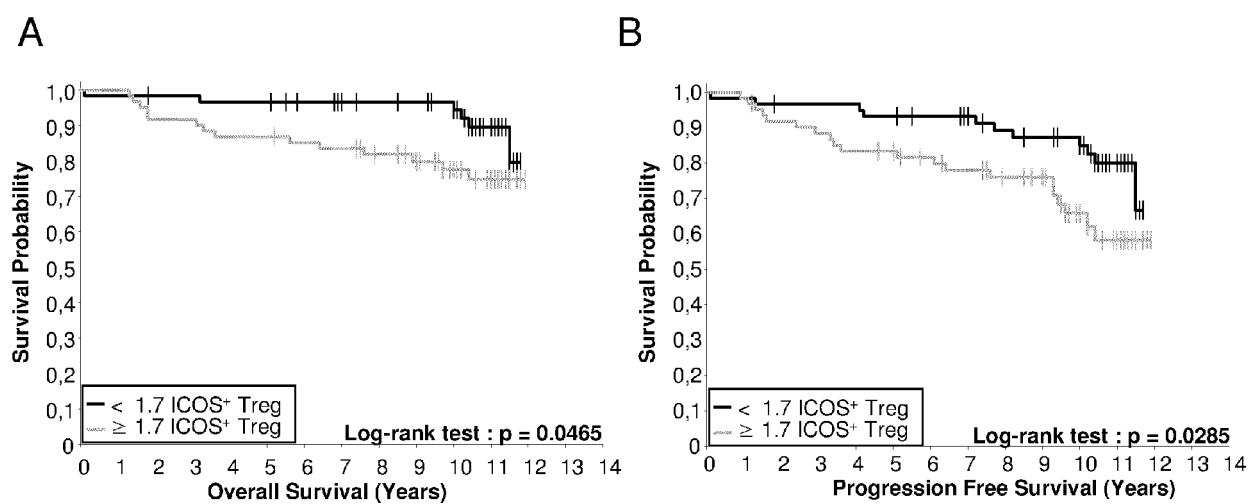 A
B
Survival Probability
1,0
0,9
0,8
0,7
0,6
0,5
0,4
0,3
0,2
0,1
0
< 1.7 ICOS⁺ Treg
≥ 1.7 ICOS⁺ Treg
Log-rank test : p = 0.0465
0 1 2 3 4 5 6 7 8 9 10 11 12 13 14
Overall Survival (Years)
Survival Probability
1,0
0,9
0,8
0,7
0,6
0,5
0,4
0,3
0,2
0,1
0
< 1.7 ICOS⁺ Treg
≥ 1.7 ICOS⁺ Treg
Log-rank test : p = 0.0285
0 1 2 3 4 5 6 7 8 9 10 11 12 13 14
Progression Free Survival (Years)